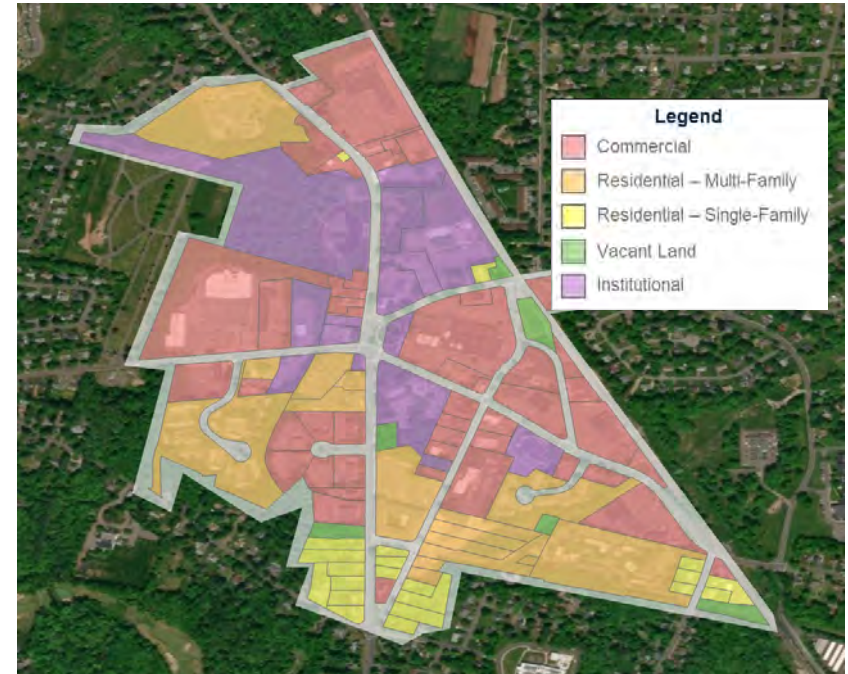 Legend
Commercial
Residential – Multi-Family
Residential – Single-Family
Vacant Land
Institutional